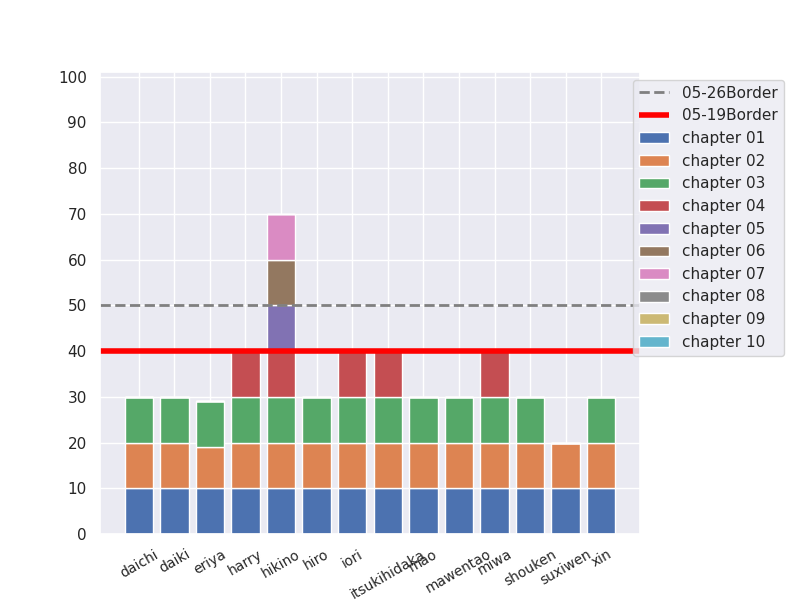 100
90
80
70
60
50
40
30
20
10
0
daichi
daiki
eriya
harry
hikino
hiro
iori
itsukihidaka
mao
mawentao
miwa
shouken
suxiwen
xin
05-26Border
05-19Border
chapter 01
chapter 02
chapter 03
chapter 04
chapter 05
chapter 06
chapter 07
chapter 08
chapter 09
chapter 10